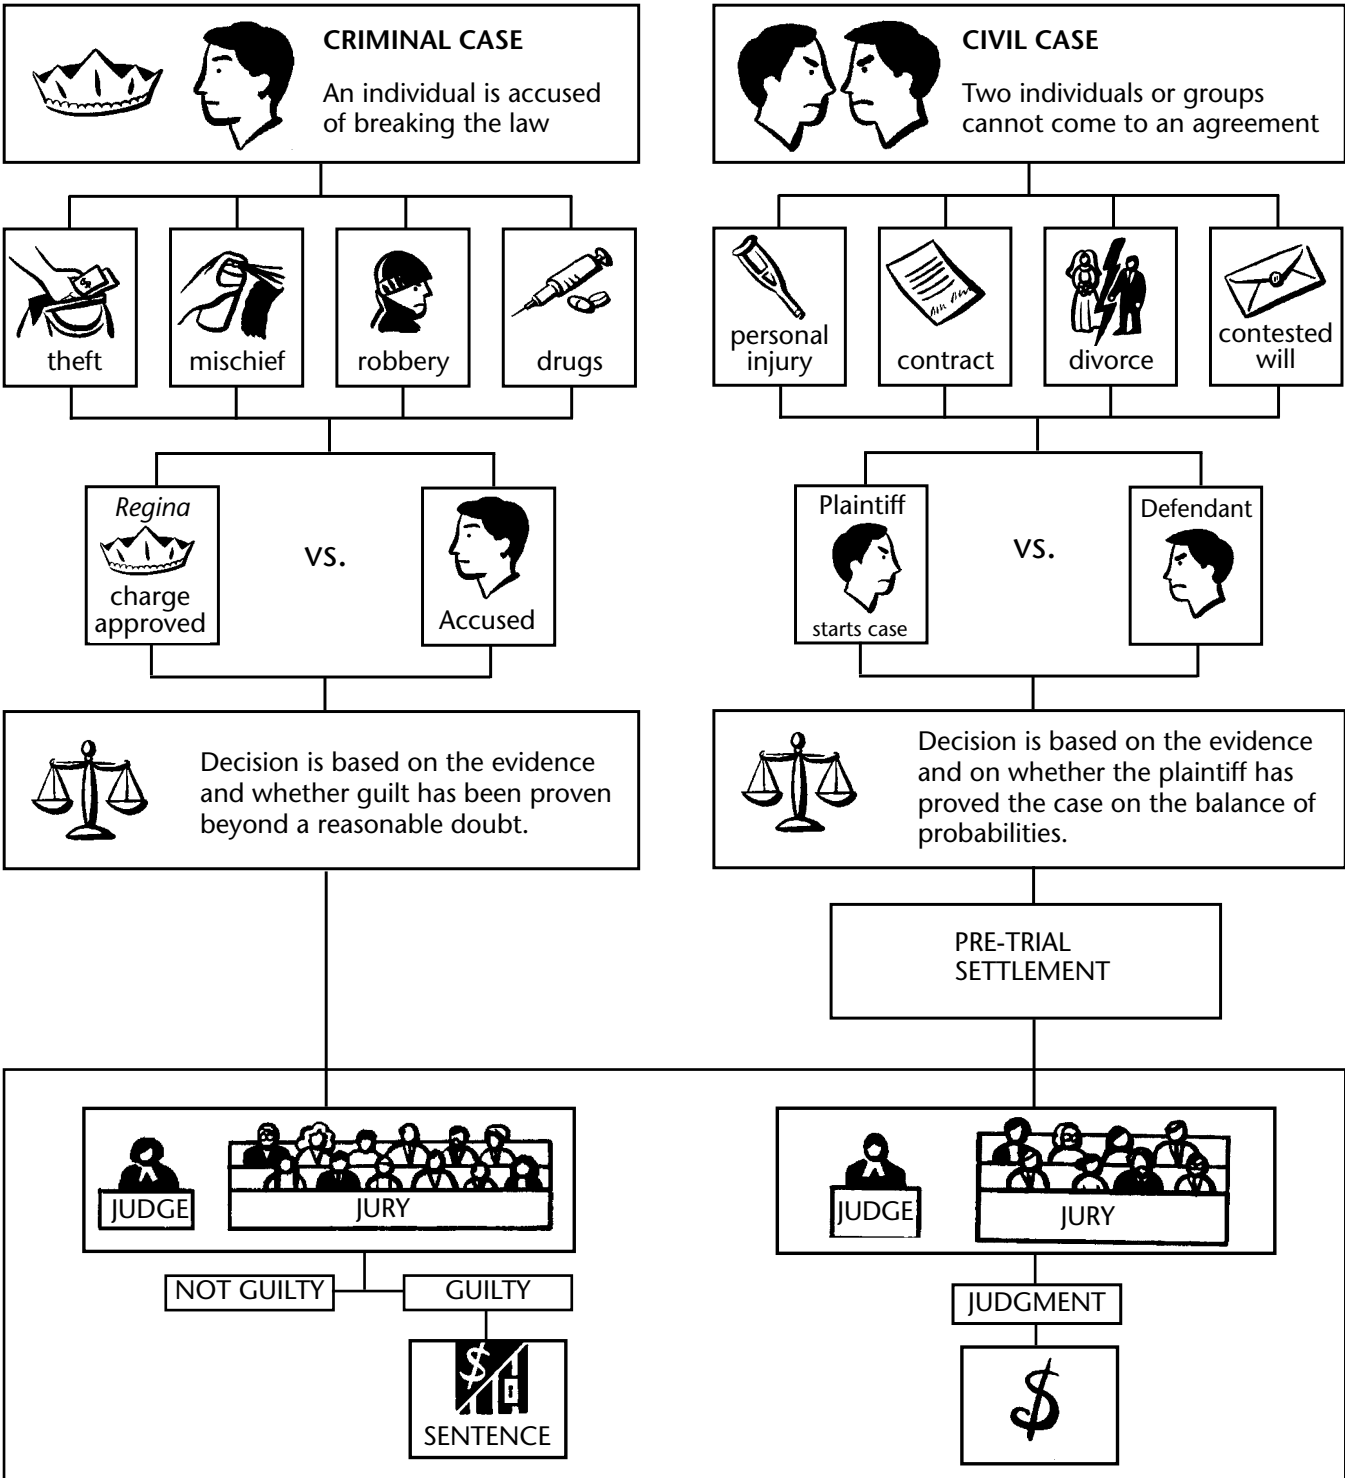 CRIMINAL CASE
An individual is accused
of breaking the law
CIVIL CASE
Two individuals or groups
cannot come to an agreement
theft
mischief
robbery
drugs
personal
injury
contract
divorce
contested
will
Regina
charge
approved
vs.
Accused
Plaintiff
starts case
vs.
Defendant
Decision is based on the evidence
and whether guilt has been proven
beyond a reasonable doubt.
Decision is based on the evidence
and on whether the plaintiff has
proved the case on the balance of
probabilities.
PRE-TRIAL
SETTLEMENT
JUDGE
JURY
JUDGE
JURY
NOT GUILTY
GUILTY
JUDGMENT
$
SENTENCE
$